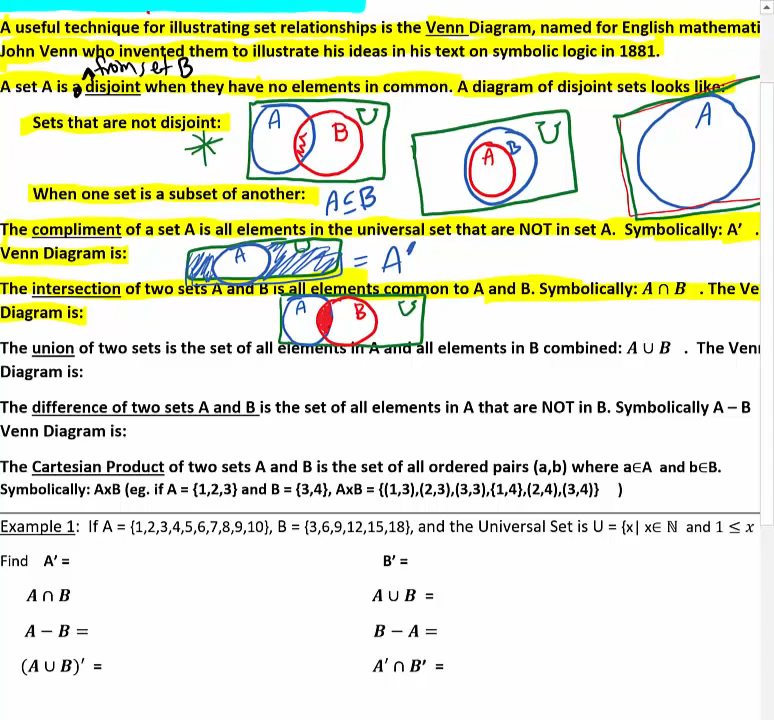 A useful technique for illustrating set relationships is the Venn Diagram, named for English mathemati
John Venn who invented them to illustrate his ideas in his text on symbolic logic in 1881.
from set B
A set A is disjoint when they have no elements in common. A diagram of disjoint sets looks like:
Sets that are not disjoint:
A B U
A B U
A
When one set is a subset of another: A⊆B
The compliment of a set A is all elements in the universal set that are NOT in set A. Symbolically: A′ .
Venn Diagram is: A U = A′
The intersection of two sets A and B is all elements common to A and B. Symbolically: A ∩ B . The Ve
Diagram is: A B U
The union of two sets is the set of all elements in A and all elements in B combined: A ∪ B . The Ven
Diagram is:
The difference of two sets A and B is the set of all elements in A that are NOT in B. Symbolically A – B
Venn Diagram is:
The Cartesian Product of two sets A and B is the set of all ordered pairs (a,b) where a∈A and b∈B.
Symbolically: AxB (eg. if A = {1,2,3} and B = {3,4}, AxB = {(1,3),(2,3),(3,3),{1,4},(2,4),(3,4)} )
Example 1: If A = {1,2,3,4,5,6,7,8,9,10}, B = {3,6,9,12,15,18}, and the Universal Set is U = {x| x∈ ℕ and 1 ≤ x
Find A′ = B′ =
A ∩ B A ∪ B =
A − B = B − A =
(A ∪ B)′ = A′ ∩ B′ =